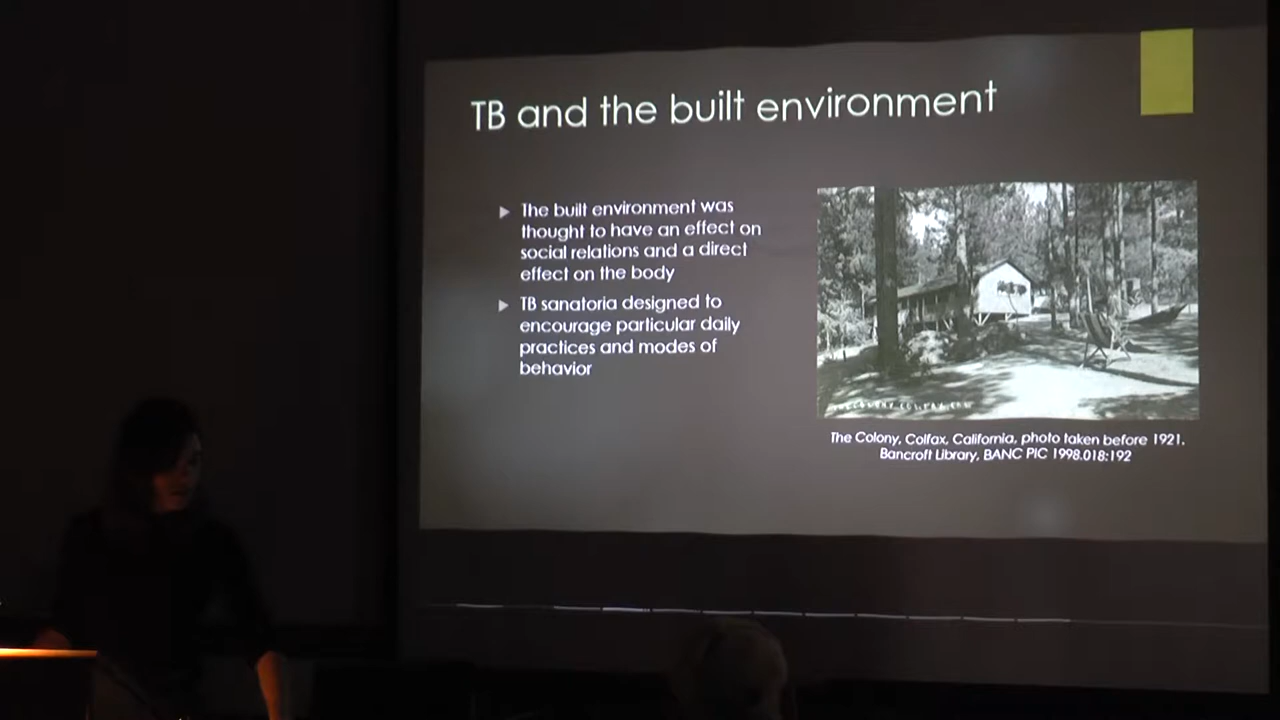 TB and the built environment
The built environment was
thought to have an effect on
social relations and a direct
effect on the body
TB sanatoria designed to
encourage particular daily
practices and modes of
behavior
The Colony, Colfax, California, photo taken before 1921.
Bancroft Library, BANC PIC 1998.018:192